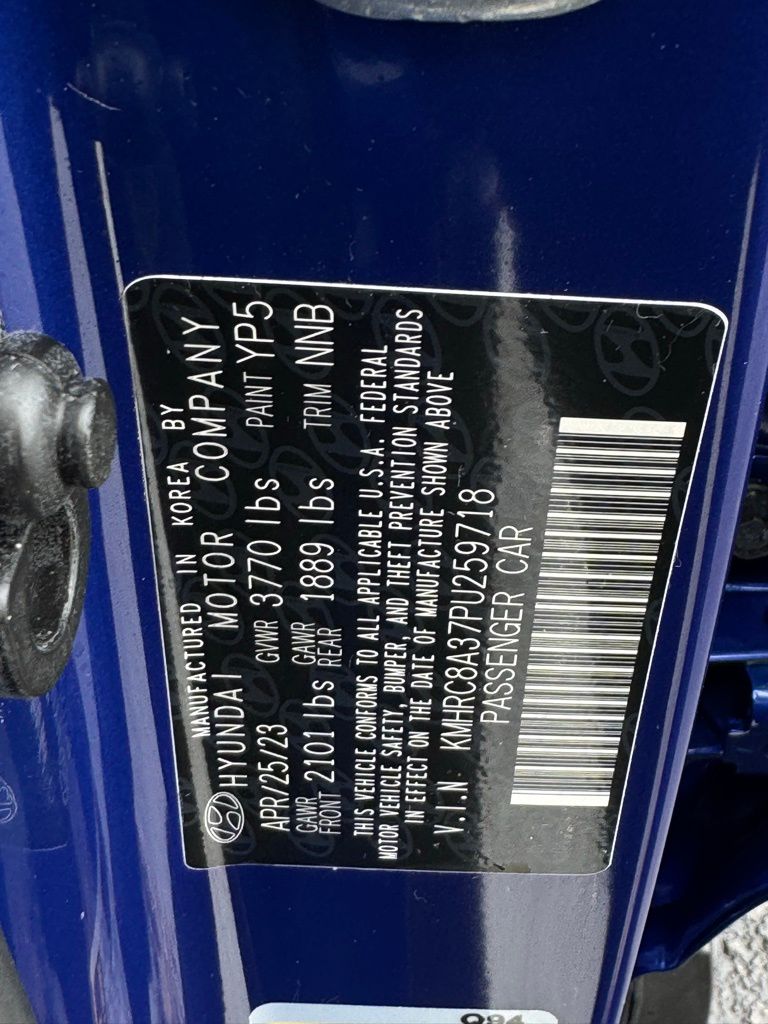 MANUFACTURED IN KOREA BY
HYUNDAI MOTOR COMPANY
APR/25/23 GVWR 3770 lbs PAINT YP5
GAWR FRONT 2101 lbs GAWR REAR 1889 lbs TRIM NNB
THIS VEHICLE CONFORMS TO ALL APPLICABLE U.S.A. FEDERAL
MOTOR VEHICLE SAFETY, BUMPER, AND THEFT PREVENTION STANDARDS
IN EFFECT ON THE DATE OF MANUFACTURE SHOWN ABOVE
V.I.N KMHRC8A37PU259718
PASSENGER CAR